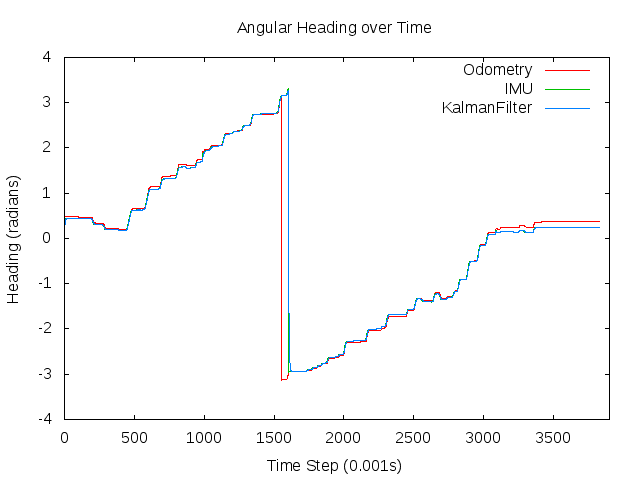 Angular Heading over Time
Odometry
IMU
KalmanFilter
4
3
2
1
0
-1
-2
-3
-4
Heading (radians)
0 500 1000 1500 2000 2500 3000 3500
Time Step (0.001s)